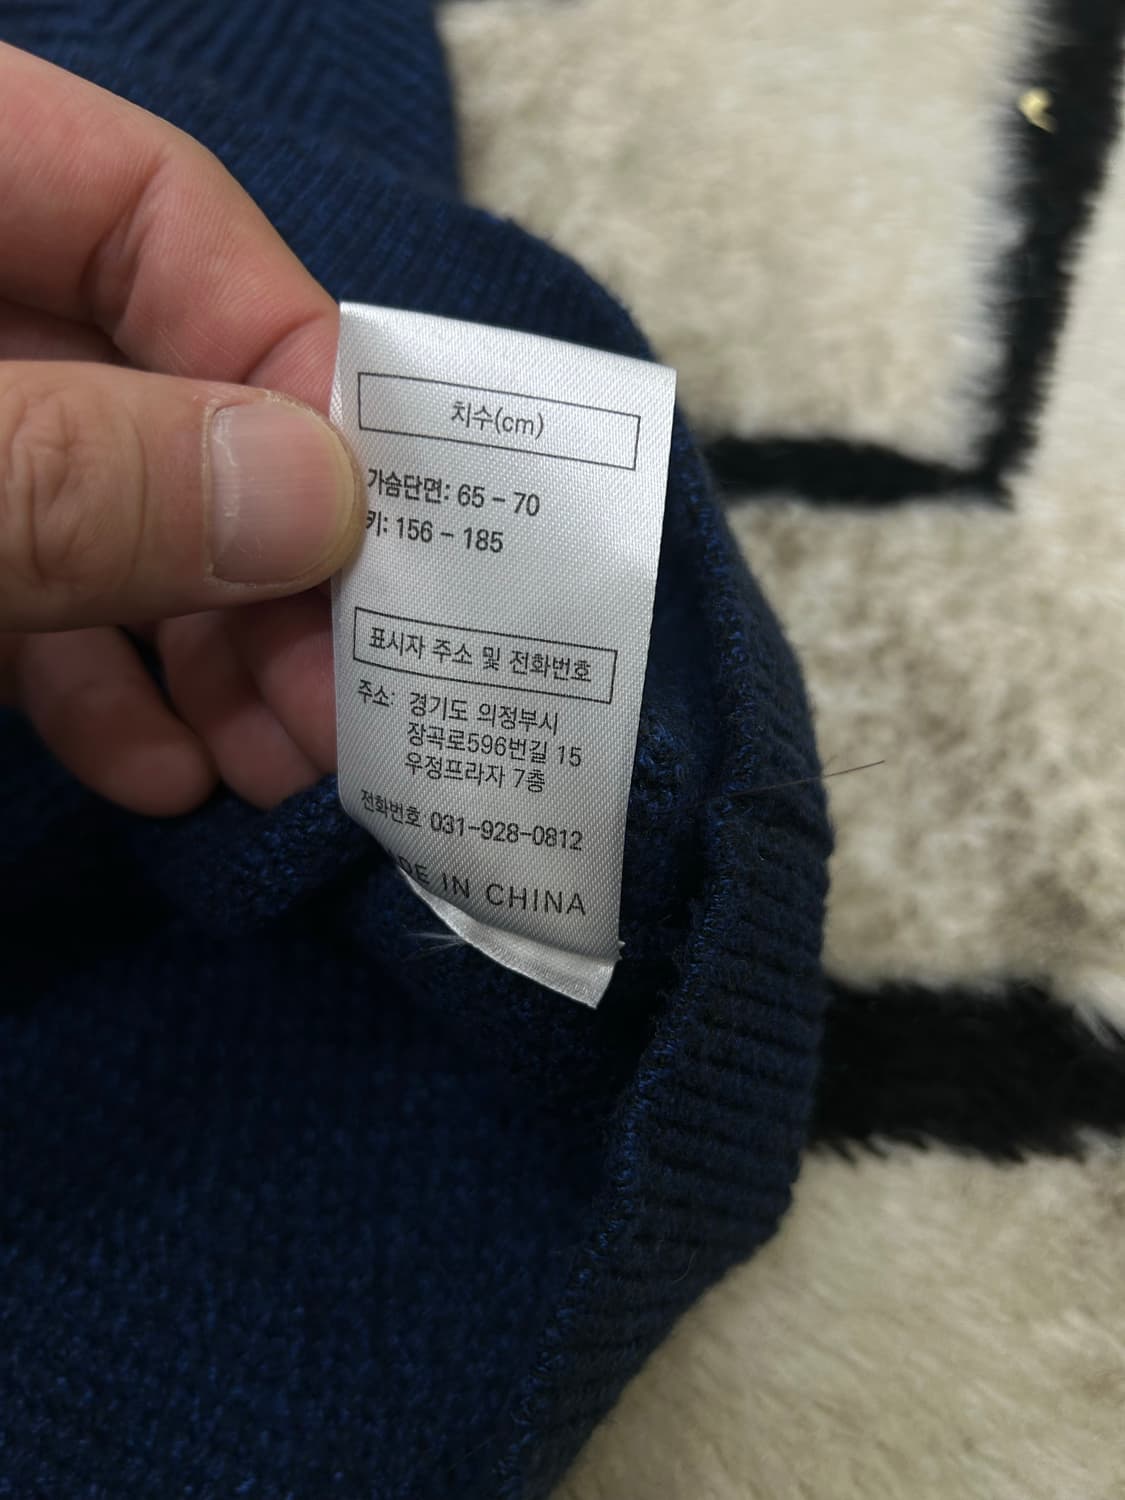 치수(cm)
가슴단면: 65 - 70
키: 156 - 185
표시자 주소 및 전화번호
주소: 경기도 의정부시
장곡로596번길 15
우정프라자 7층
전화번호 031-928-0812
IN CHINA